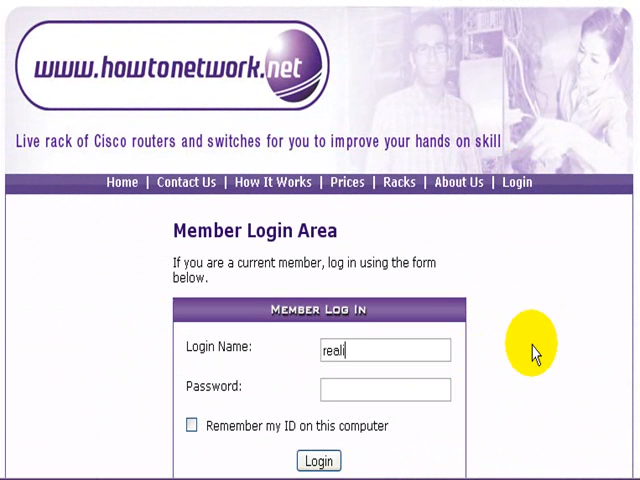 www.howtonetwork.net
Live rack of Cisco routers and switches for you to improve your hands on skill
Home | Contact Us | How It Works | Prices | Racks | About Us | Login
Member Login Area
If you are a current member, log in using the form
below.
Member Log In
Login Name:
reali
Password:
Remember my ID on this computer
Login